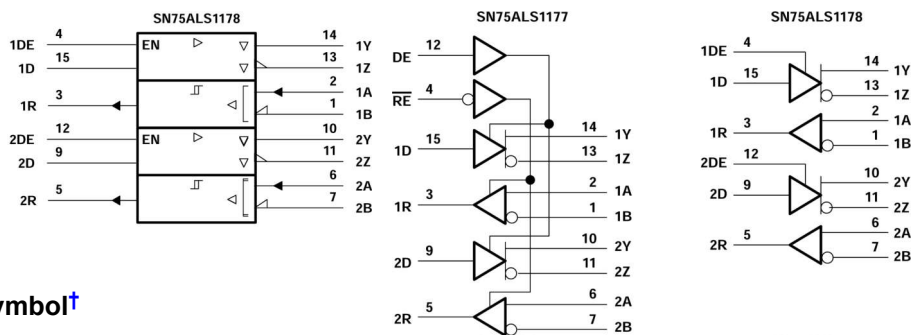 SN75ALS1178
1DE 4 EN 14 1Y
1D 15 13 1Z
1R 3 2 1A
1 1B
2DE 12 EN 10 2Y
2D 9 11 2Z
2R 5 6 2A
7 2B
ymbol†
SN75ALS1177
DE 12
RE 4
1D 15 14 1Y
13 1Z
1R 3 2 1A
1 1B
2D 9 10 2Y
11 2Z
2R 5 6 2A
7 2B
SN75ALS1178
1DE 4
1D 15 14 1Y
13 1Z
1R 3 2 1A
1 1B
2DE 12
2D 9 10 2Y
11 2Z
2R 5 6 2A
7 2B